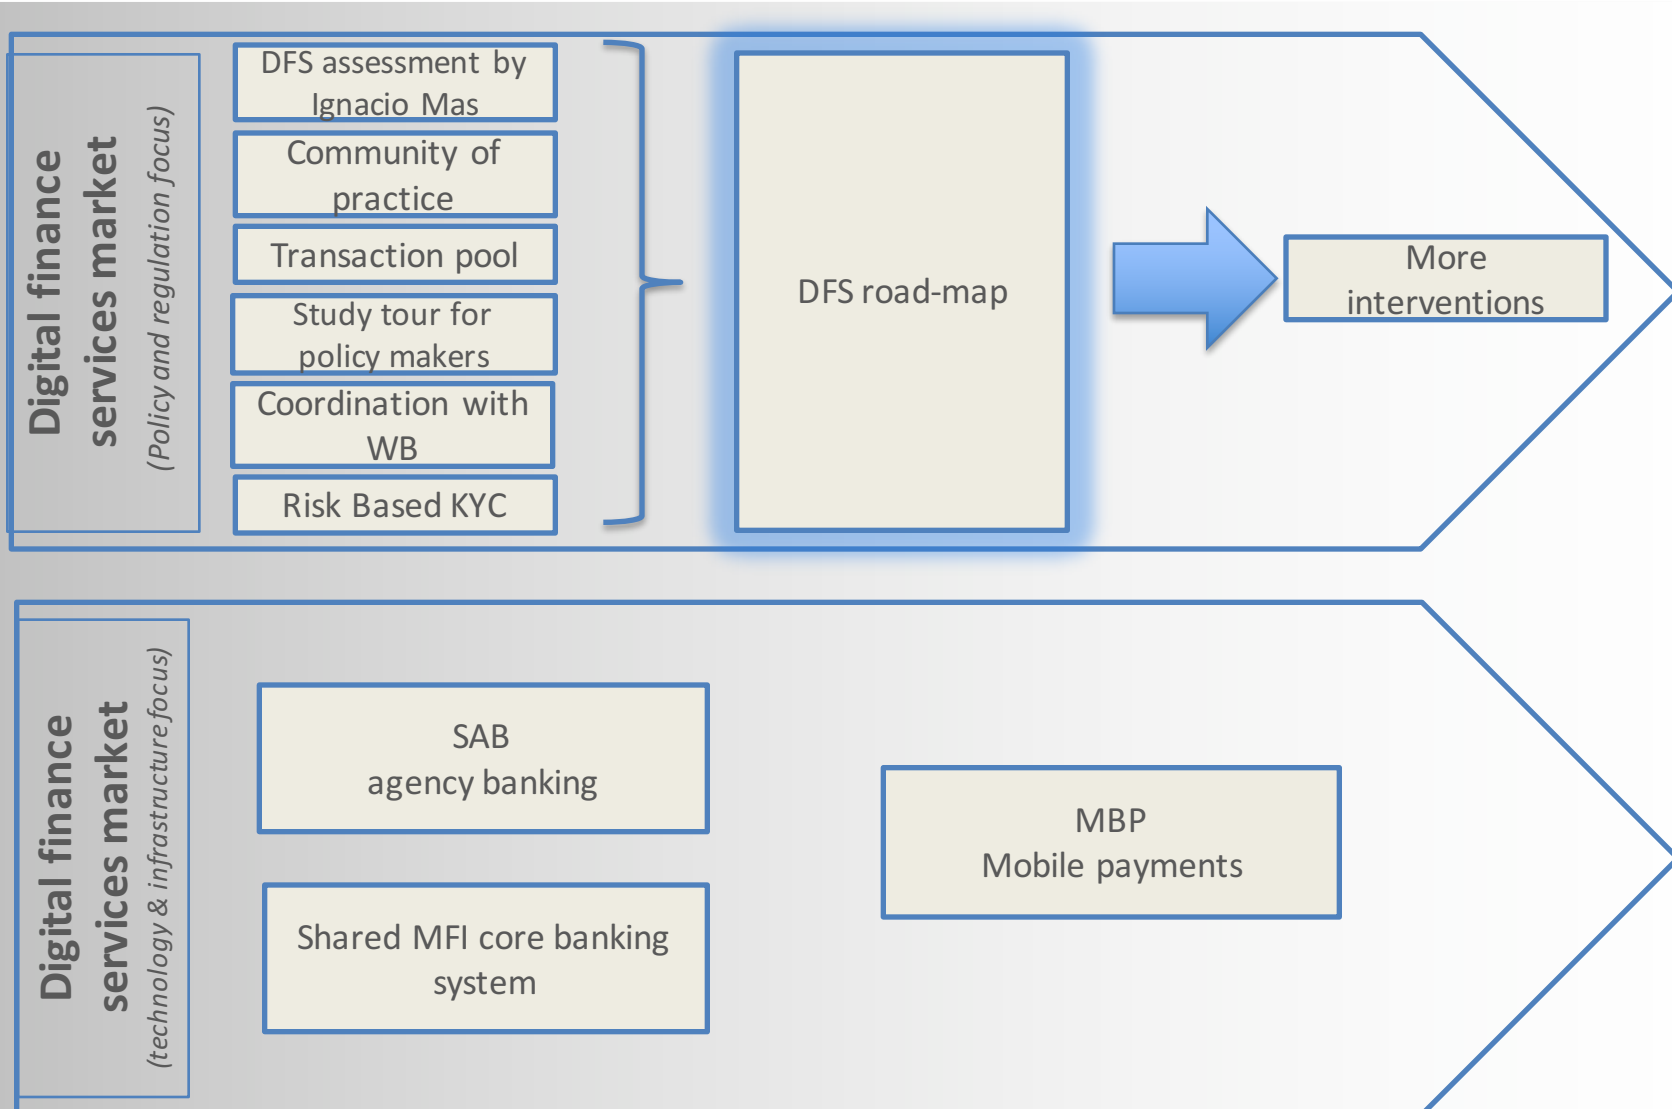 Digital finance
services market
(Policy and regulation focus)
DFS assessment by
Ignacio Mas
Community of
practice
Transaction pool
Study tour for
policy makers
Coordination with
WB
Risk Based KYC
DFS road-map
More
interventions
Digital finance
services market
(technology & infrastructure focus)
SAB
agency banking
Shared MFI core banking
system
MBP
Mobile payments